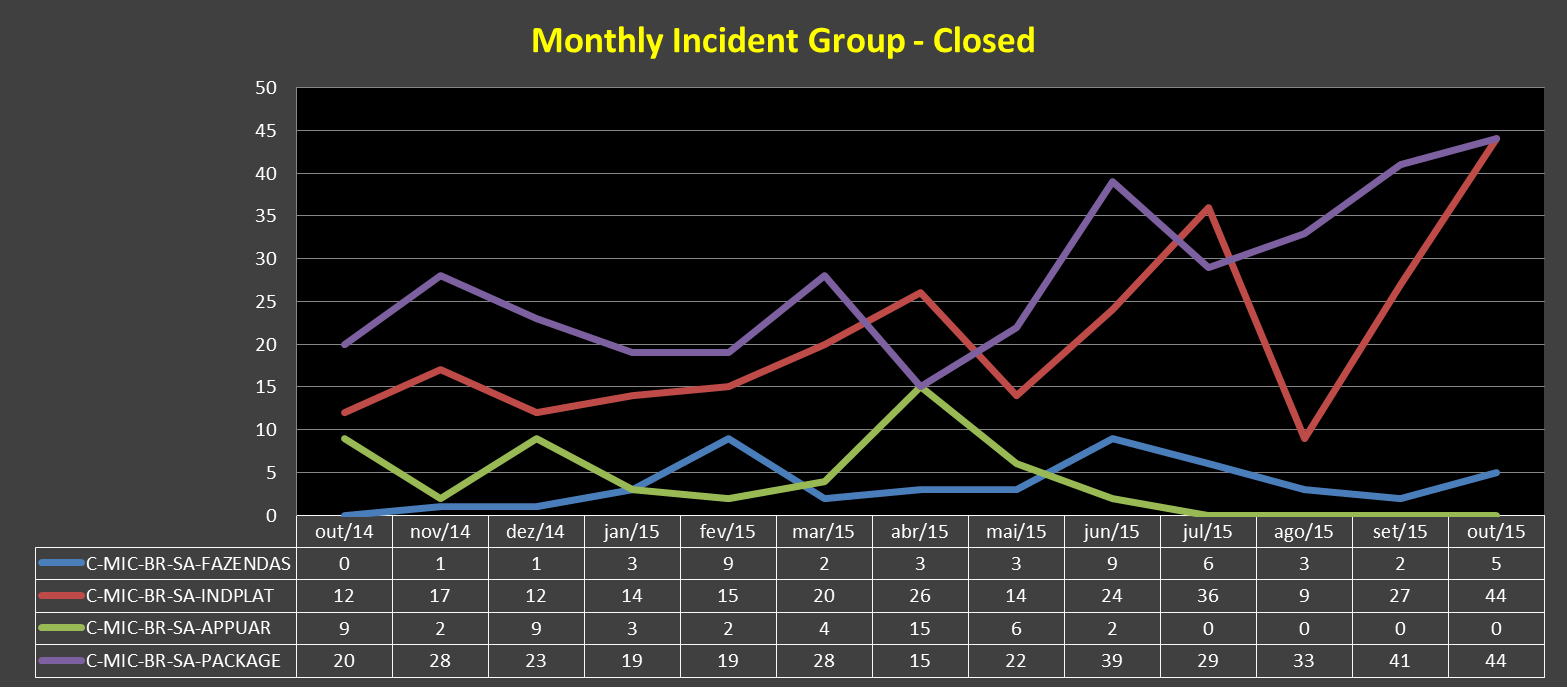 Monthly Incident Group - Closed
50
45
40
35
30
25
20
15
10
5
0
out/14 nov/14 dez/14 jan/15 fev/15 mar/15 abr/15 mai/15 jun/15 jul/15 ago/15 set/15 out/15
C-MIC-BR-SA-FAZENDAS 0 1 1 3 9 2 3 3 9 6 3 2 5
C-MIC-BR-SA-INDPLAT 12 17 12 14 15 20 26 14 24 36 9 27 44
C-MIC-BR-SA-APPUAR 9 2 9 3 2 4 15 6 2 0 0 0 0
C-MIC-BR-SA-PACKAGE 20 28 23 19 19 28 15 22 39 29 33 41 44